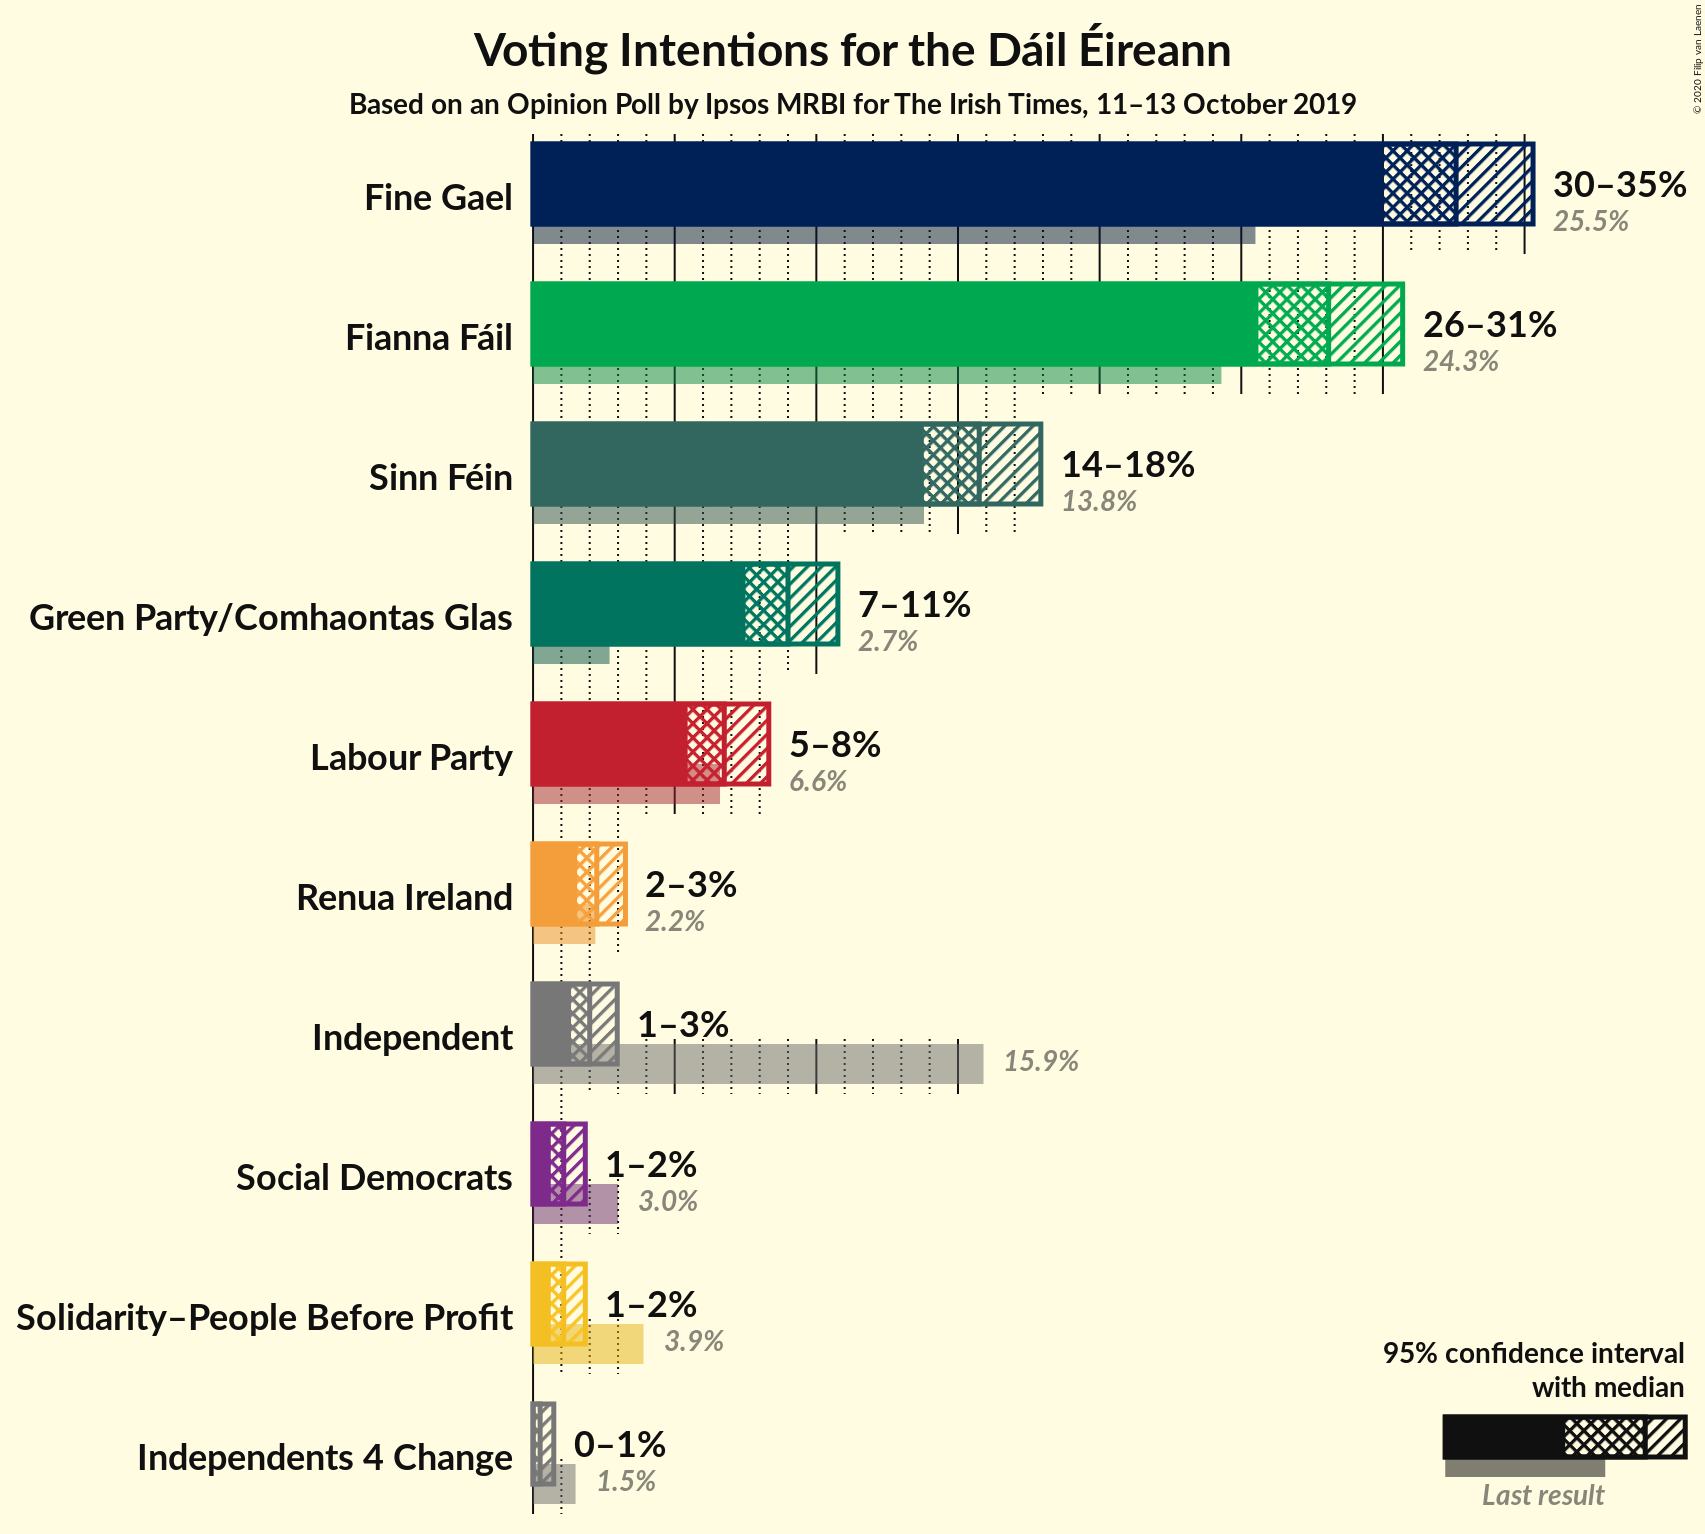 Voting Intentions for the Dáil Éireann
Based on an Opinion Poll by Ipsos MRBI for The Irish Times, 11–13 October 2019
© 2020 Filip van Laenen
Fine Gael
30–35%
25.5%
Fianna Fáil
26–31%
24.3%
Sinn Féin
14–18%
13.8%
Green Party/Comhaontas Glas
7–11%
2.7%
Labour Party
5–8%
6.6%
Renua Ireland
2–3%
2.2%
Independent
1–3%
15.9%
Social Democrats
1–2%
3.0%
Solidarity–People Before Profit
1–2%
3.9%
Independents 4 Change
0–1%
1.5%
95% confidence interval
with median
Last result